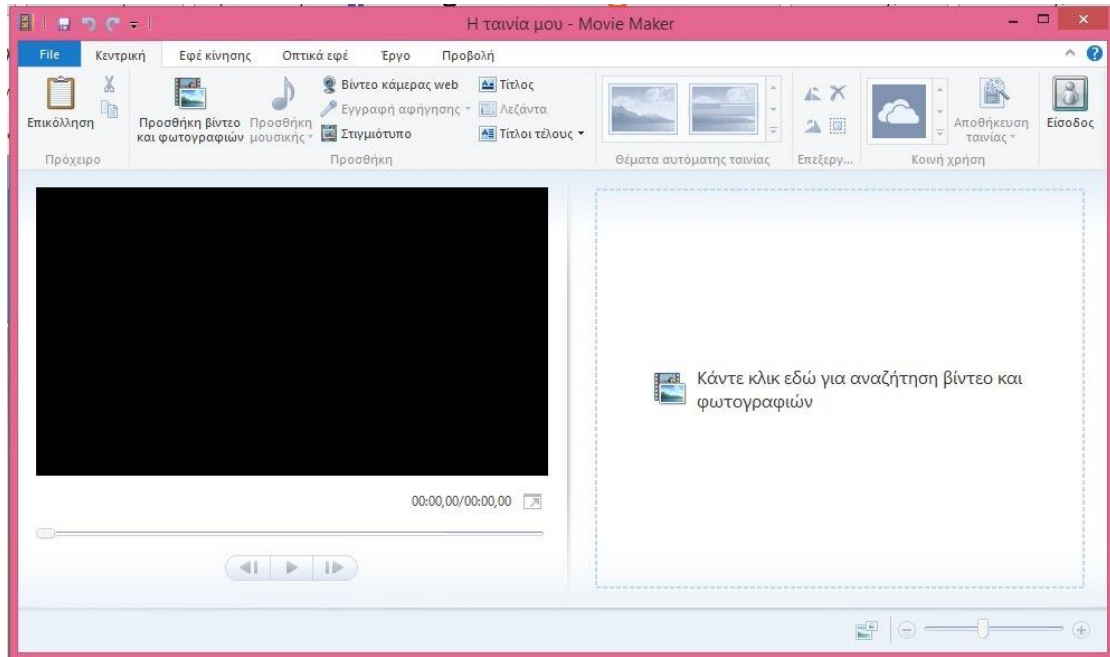 Η ταινία μου - Movie Maker
File Κεντρική Εφέ κίνησης Οπτικά εφέ Έργο Προβολή
Επικόλληση
Προσθήκη βίντεο και φωτογραφιών
Προσθήκη μουσικής
Βίντεο κάμερας web
Εγγραφή αφήγησης
Στιγμιότυπο
Τίτλος
Λεζάντα
Τίτλοι τέλους
Αποθήκευση ταινίας
Είσοδος
Πρόχειρο
Προσθήκη
Θέματα αυτόματης ταινίας
Επεξεργ...
Κοινή χρήση
Κάντε κλικ εδώ για αναζήτηση βίντεο και
φωτογραφιών
00:00,00/00:00,00